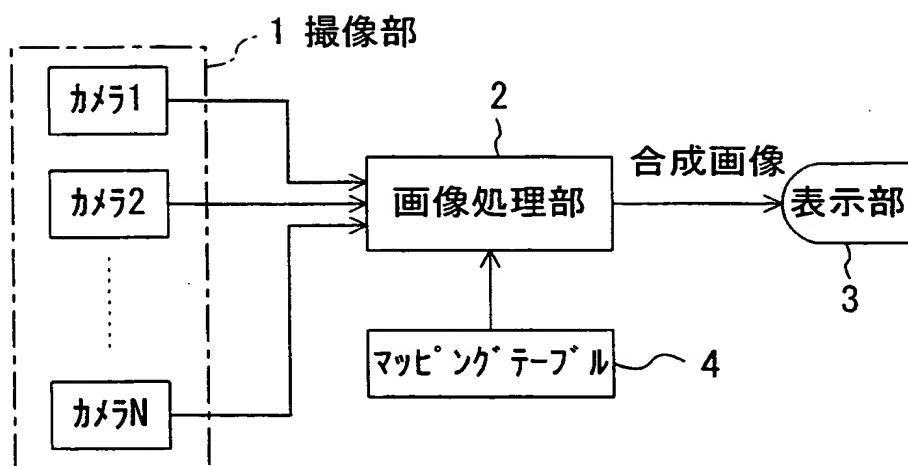 1 撮像部
カメラ1
2
カメラ2
画像処理部
合成画像
表示部
3
マッピングテーブル
4
カメラN